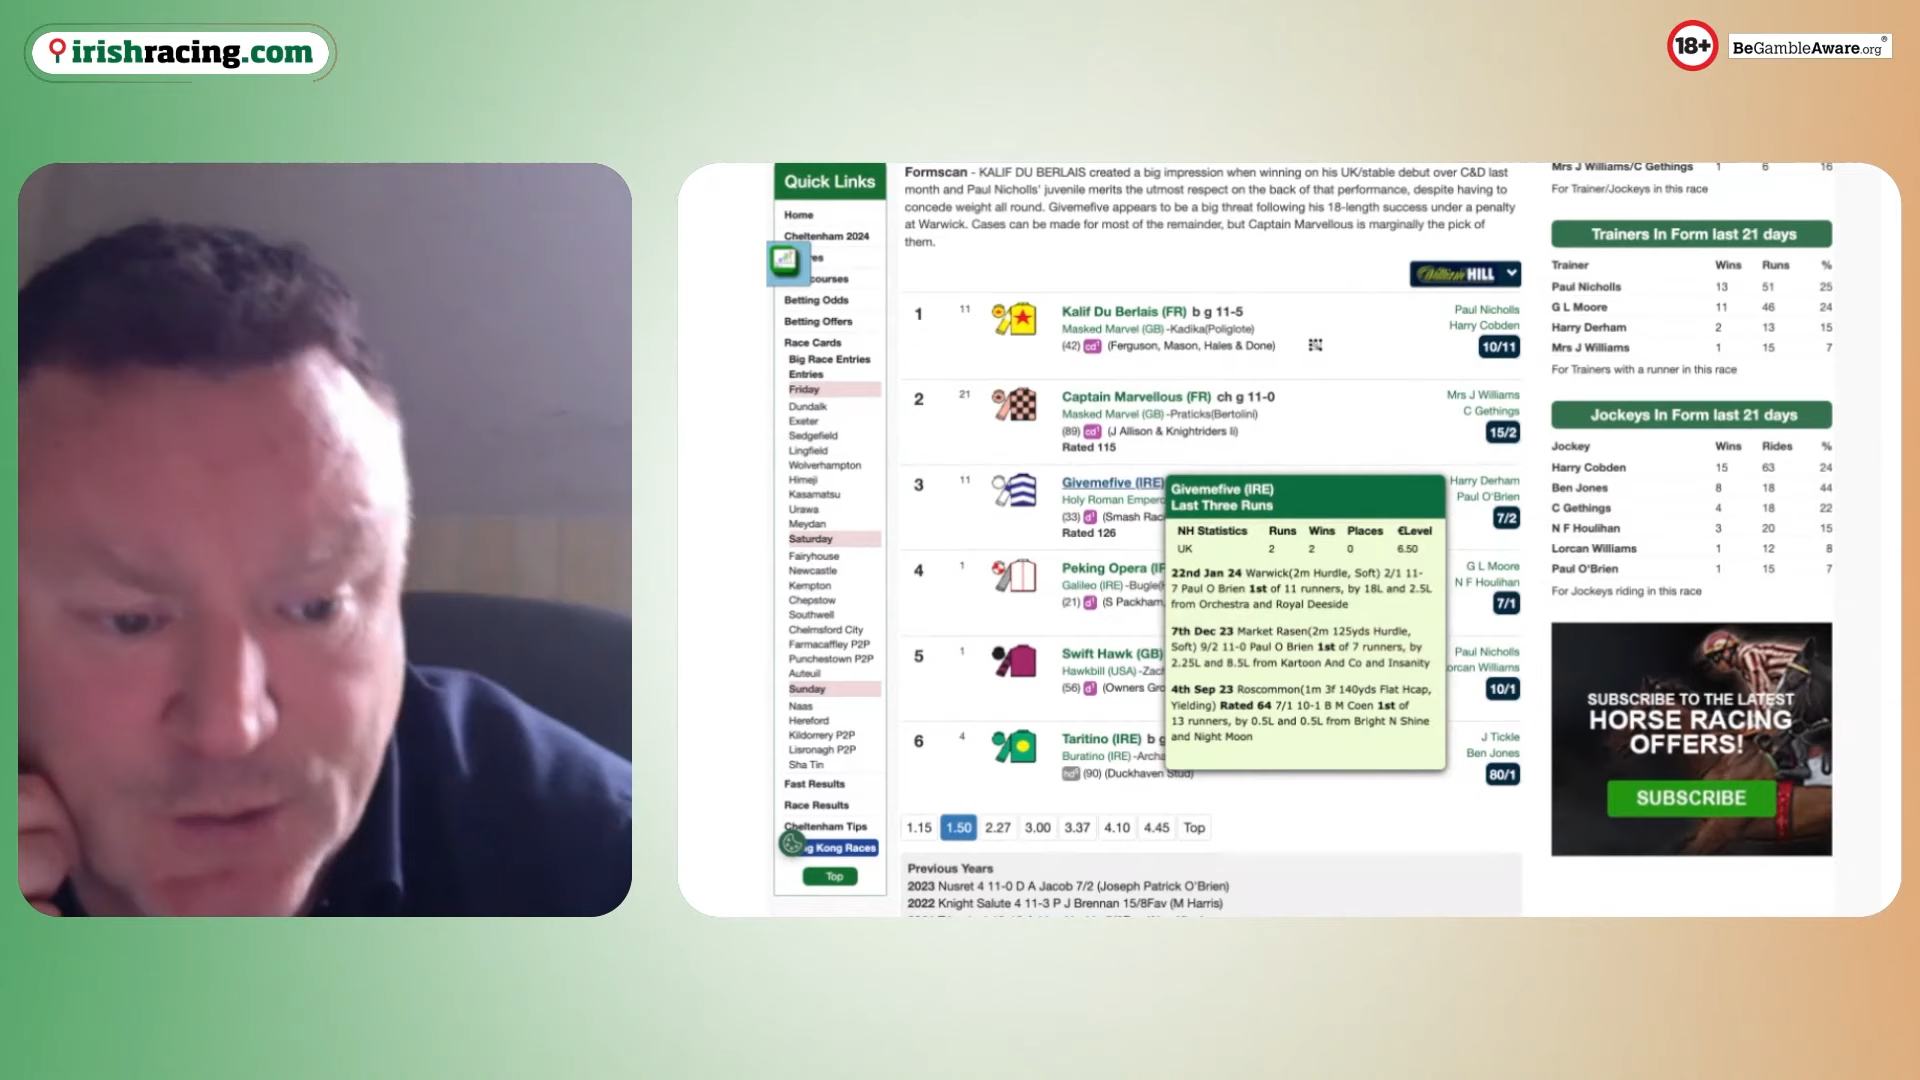 irishracing.com
18+
BeGambleAware.org®
Quick Links
Home
Cheltenham 2024
courses
Betting Odds
Betting Offers
Race Cards
Big Race Entries
Entries
Friday
Dundalk
Exeter
Sedgefield
Lingfield
Wolverhampton
Himeji
Kasamatsu
Urawa
Meydan
Saturday
Fairyhouse
Newcastle
Kempton
Chepstow
Southwell
Chelmsford City
Farmacaffley P2P
Punchestown P2P
Auteuil
Sunday
Naas
Hereford
Kildorrery P2P
Lisronagh P2P
Sha Tin
Fast Results
Race Results
Cheltenham Tips
g Kong Races
Top
Formscan - KALIF DU BERLAIS created a big impression when winning on his UK/stable debut over C&D last
month and Paul Nicholls' juvenile merits the utmost respect on the back of that performance, despite having to
concede weight all round. Givemefive appears to be a big threat following his 18-length success under a penalty
at Warwick. Cases can be made for most of the remainder, but Captain Marvellous is marginally the pick of
them.
William HILL
1 11 Kalif Du Berlais (FR) b g 11-5 Paul Nicholls
Masked Marvel (GB) -Kadika(Poliglote) Harry Cobden
(42) cd¹ (Ferguson, Mason, Hales & Done) 10/11
2 21 Captain Marvellous (FR) ch g 11-0 Mrs J Williams
Masked Marvel (GB) -Praticks(Bertolini) C Gethings
(89) cd¹ (J Allison & Knightriders Ii) 15/2
Rated 115
3 11 Givemefive (IRE) Harry Derham
Holy Roman Empero Paul O'Brien
(33) d¹ (Smash Rac 7/2
Rated 126
4 1 Peking Opera (IR G L Moore
Galileo (IRE) -Bugle( N F Houlihan
(21) d¹ (S Packham, 7/1
5 1 Swift Hawk (GB) Paul Nicholls
Hawkbill (USA) -Zac orcan Williams
(56) d¹ (Owners Gro 10/1
6 4 Taritino (IRE) b g J Tickle
Buratino (IRE) -Archa Ben Jones
(90) (Duckhaven Stud) 80/1
Givemefive (IRE)
Last Three Runs
NH Statistics Runs Wins Places €Level
UK 2 2 0 6.50
22nd Jan 24 Warwick(2m Hurdle, Soft) 2/1 11-
7 Paul O Brien 1st of 11 runners, by 18L and 2.5L
from Orchestra and Royal Deeside
7th Dec 23 Market Rasen(2m 125yds Hurdle,
Soft) 9/2 11-0 Paul O Brien 1st of 7 runners, by
2.25L and 8.5L from Kartoon And Co and Insanity
4th Sep 23 Roscommon(1m 3f 140yds Flat Hcap,
Yielding) Rated 64 7/1 10-1 B M Coen 1st of
13 runners, by 0.5L and 0.5L from Bright N Shine
and Night Moon
1.15 1.50 2.27 3.00 3.37 4.10 4.45 Top
Previous Years
2023 Nusret 4 11-0 D A Jacob 7/2 (Joseph Patrick O'Brien)
2022 Knight Salute 4 11-3 P J Brennan 15/8Fav (M Harris)
Mrs J Williams/C Gethings 1 6 16
For Trainer/Jockeys in this race
Trainers In Form last 21 days
Trainer Wins Runs %
Paul Nicholls 13 51 25
G L Moore 11 46 24
Harry Derham 2 13 15
Mrs J Williams 1 15 7
For Trainers with a runner in this race
Jockeys In Form last 21 days
Jockey Wins Rides %
Harry Cobden 15 63 24
Ben Jones 8 18 44
C Gethings 4 18 22
N F Houlihan 3 20 15
Lorcan Williams 1 12 8
Paul O'Brien 1 15 7
For Jockeys riding in this race
SUBSCRIBE TO THE LATEST
HORSE RACING
OFFERS!
SUBSCRIBE